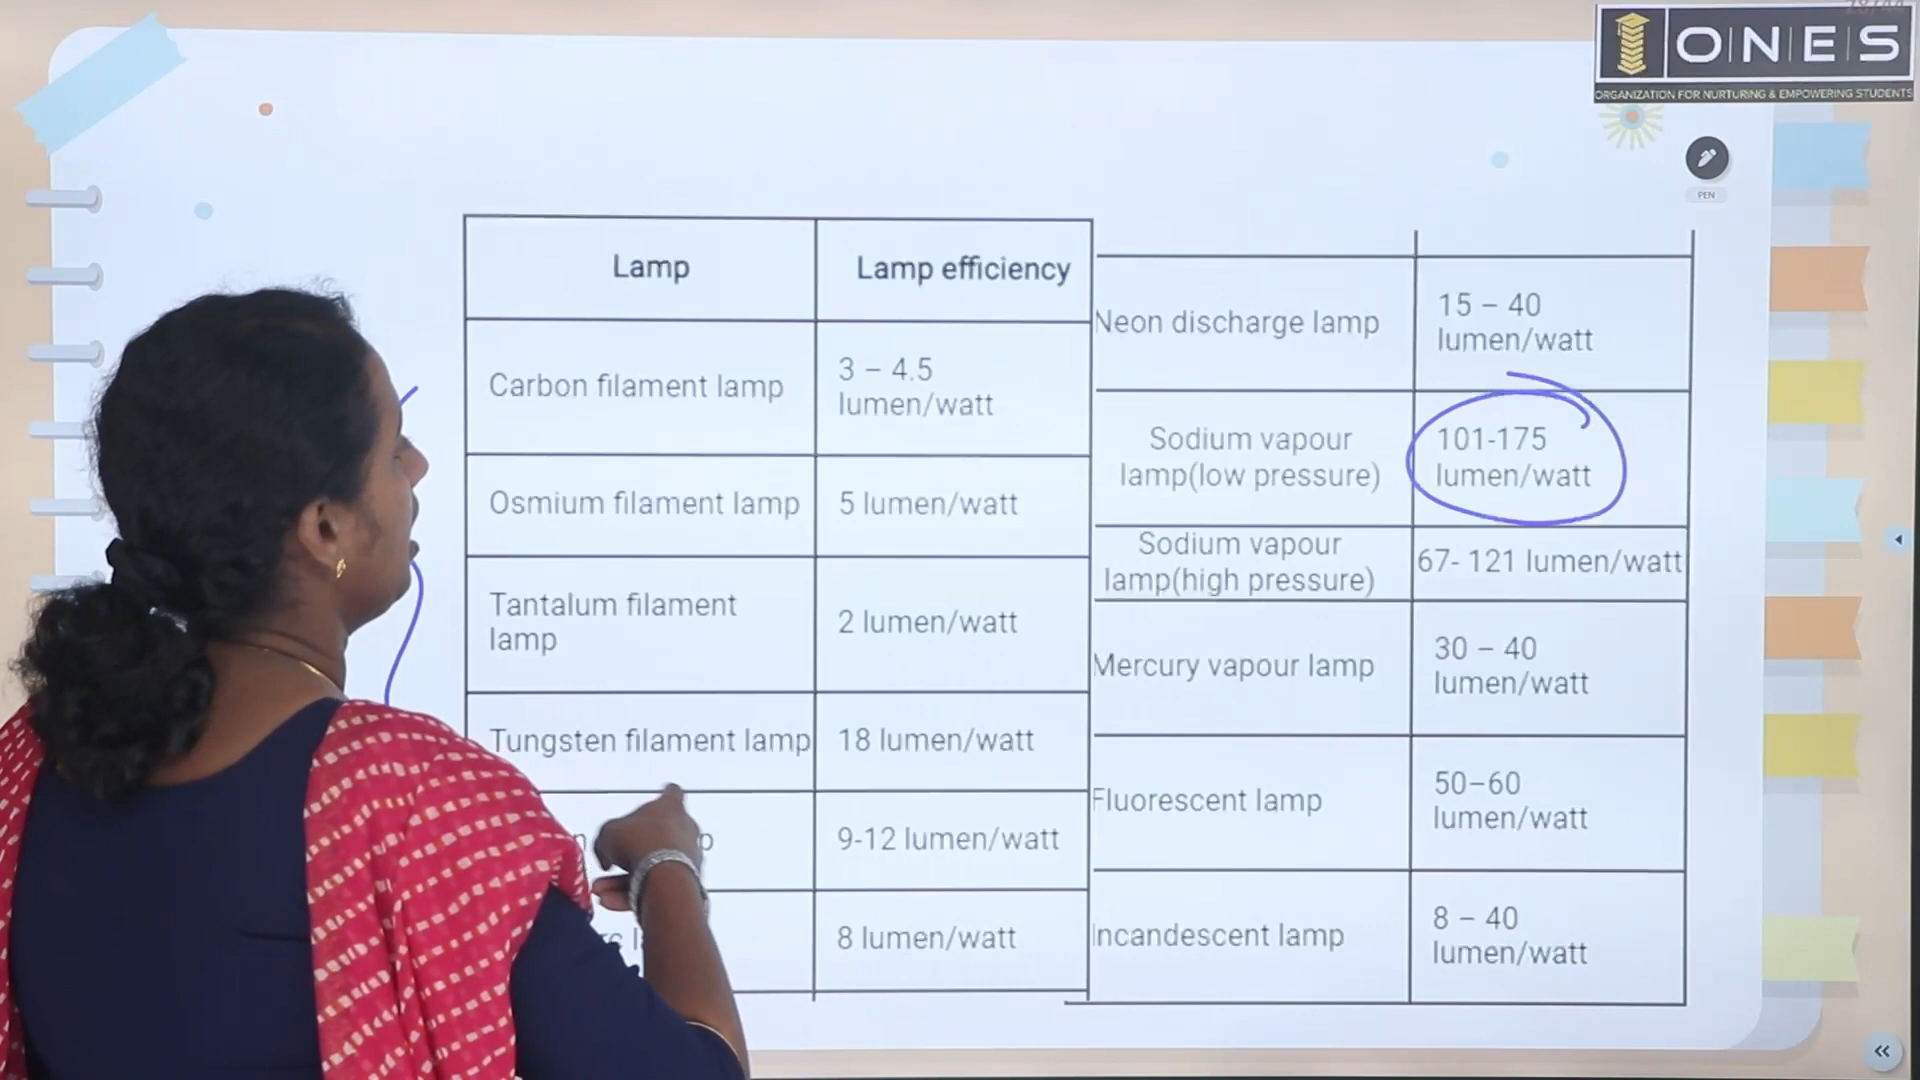 O|N|E|S
ORGANIZATION FOR NURTURING & EMPOWERING STUDENTS
PEN
Lamp
Lamp efficiency
Carbon filament lamp
3 – 4.5
lumen/watt
Osmium filament lamp
5 lumen/watt
Tantalum filament
lamp
2 lumen/watt
Tungsten filament lamp
18 lumen/watt
9-12 lumen/watt
8 lumen/watt
Neon discharge lamp
15 – 40
lumen/watt
Sodium vapour
lamp(low pressure)
101-175
lumen/watt
Sodium vapour
lamp(high pressure)
67- 121 lumen/watt
Mercury vapour lamp
30 – 40
lumen/watt
Fluorescent lamp
50–60
lumen/watt
Incandescent lamp
8 – 40
lumen/watt